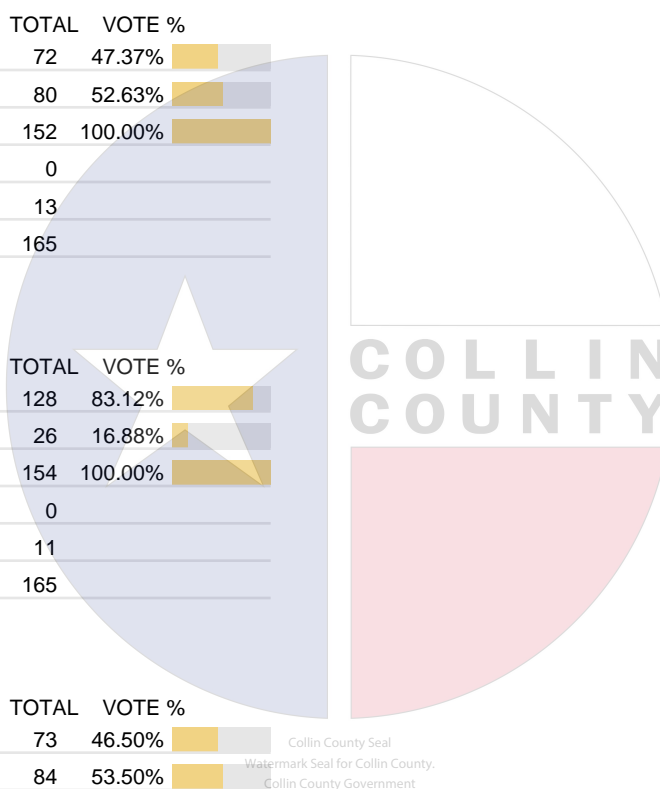 TOTAL VOTE %
72 47.37%
80 52.63%
152 100.00%
0
13
165
COLLIN
COUNTY
TOTAL VOTE %
128 83.12%
26 16.88%
154 100.00%
0
11
165
TOTAL VOTE %
73 46.50%
84 53.50%
Collin County Seal
Watermark Seal for Collin County.
Collin County Government